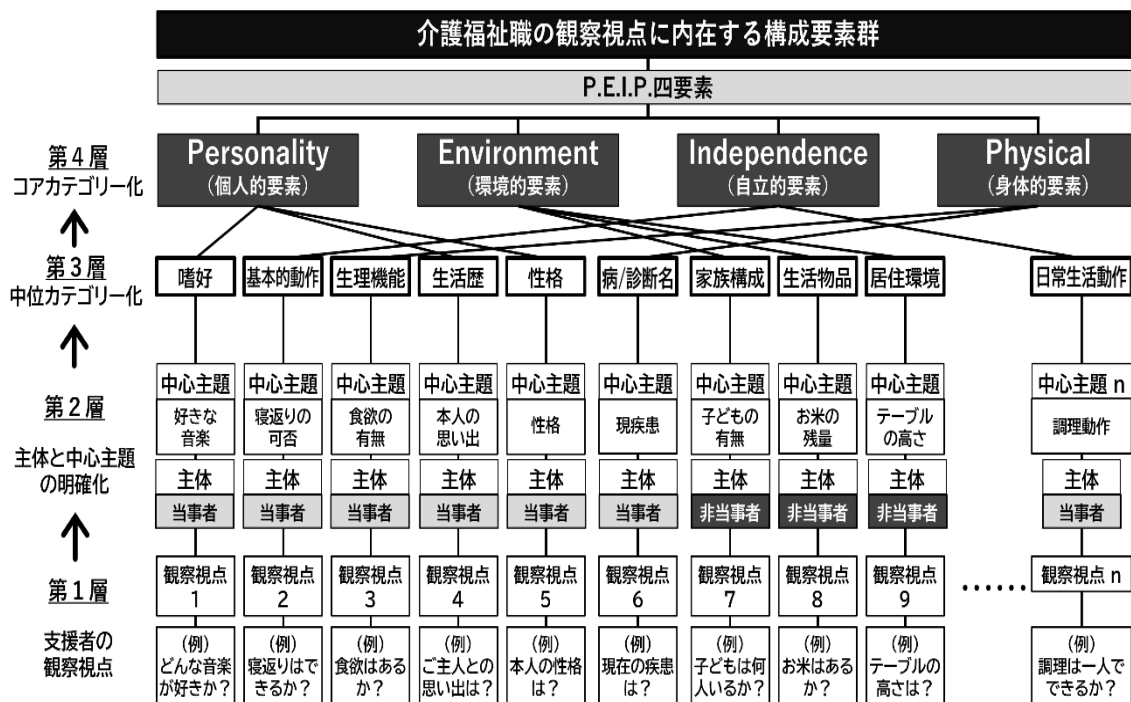 介護福祉職の観察視点に内在する構成要素群
P.E.I.P.四要素
第4層
コアカテゴリー化
Personality
(個人的要素)
Environment
(環境的要素)
Independence
(自立的要素)
Physical
(身体的要素)
第3層
中位カテゴリー化
嗜好
基本的動作
生理機能
生活歴
性格
病/診断名
家族構成
生活物品
居住環境
日常生活動作
第2層
主体と中心主題
の明確化
中心主題
好きな
音楽
主体
当事者
中心主題
寝返りの
可否
主体
当事者
中心主題
食欲の
有無
主体
当事者
中心主題
本人の
思い出
主体
当事者
中心主題
性格
主体
当事者
中心主題
現疾患
主体
当事者
中心主題
子どもの
有無
主体
非当事者
中心主題
お米の
残量
主体
非当事者
中心主題
テーブル
の高さ
主体
非当事者
中心主題 n
調理動作
主体
当事者
第1層
支援者の
観察視点
観察視点
1
(例)
どんな音楽
が好きか?
観察視点
2
(例)
寝返りはで
きるか?
観察視点
3
(例)
食欲はある
か?
観察視点
4
(例)
ご主人との
思い出は?
観察視点
5
(例)
本人の性格
は?
観察視点
6
(例)
現在の疾患
は?
観察視点
7
(例)
子どもは何
人いるか?
観察視点
8
(例)
お米はある
か?
観察視点
9
(例)
テーブルの
高さは?
......
観察視点 n
(例)
調理は一人で
できるか?